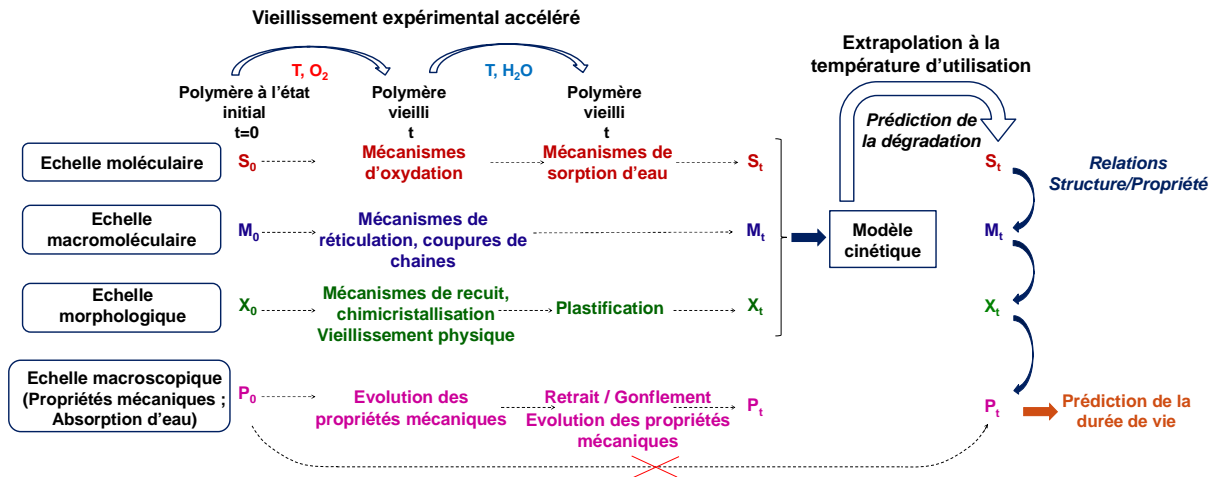 Vieillissement expérimental accéléré
T, O2
T, H2O
Extrapolation à la
température d'utilisation
Polymère à l'état
initial
t=0
Polymère
vieilli
t
Polymère
vieilli
t
Prédiction de
la dégradation
Echelle moléculaire
S0
Mécanismes
d'oxydation
Mécanismes de
sorption d'eau
St
St
Relations
Structure/Propriété
Echelle
macromoléculaire
M0
Mécanismes de
réticulation, coupures de
chaines
Mt
Modèle
cinétique
Mt
Echelle
morphologique
X0
Mécanismes de recuit,
chimicristallisation
Vieillissement physique
Plastification
Xt
Xt
Echelle macroscopique
(Propriétés mécaniques ;
Absorption d'eau)
P0
Evolution des
propriétés mécaniques
Retrait / Gonflement
Evolution des propriétés
mécaniques
Pt
Pt
Prédiction de la
durée de vie